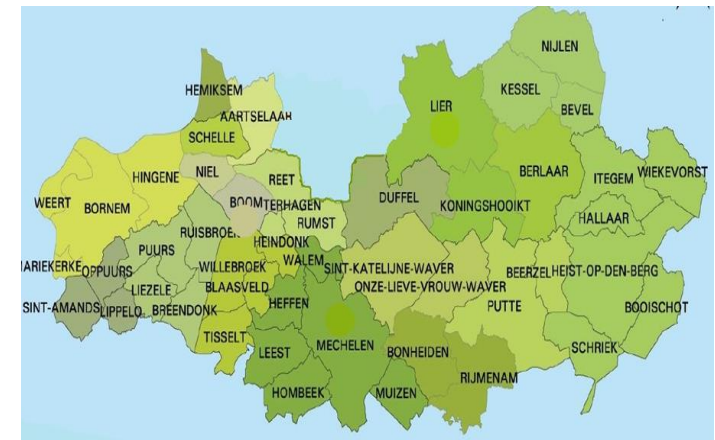 NIJLEN
HEMIKSEM
KESSEL
LIER
BEVEL
AARTSELAAR
SCHELLE
HINGENE
NIEL
REET
BERLAAR
ITEGEM
WIEKEVORST
WEERT
BORNEM
BOOM
TERHAGEN
DUFFEL
KONINGSHOOIKT
HALLAAR
RUMST
RUISBROEK
HEINDONK
PUURS
WALEM
ARIEKERKE
OPPUURS
WILLEBROEK
SINT-KATELIJNE-WAVER
BEERZEL
HEIST-OP-DEN-BERG
LIEZELE
BLAASVELD
ONZE-LIEVE-VROUW-WAVER
SINT-AMANDS
LIPPELO
BREENDONK
HEFFEN
PUTTE
BOOISCHOT
TISSELT
LEEST
MECHELEN
BONHEIDEN
SCHRIEK
RIJMENAM
HOMBEEK
MUIZEN